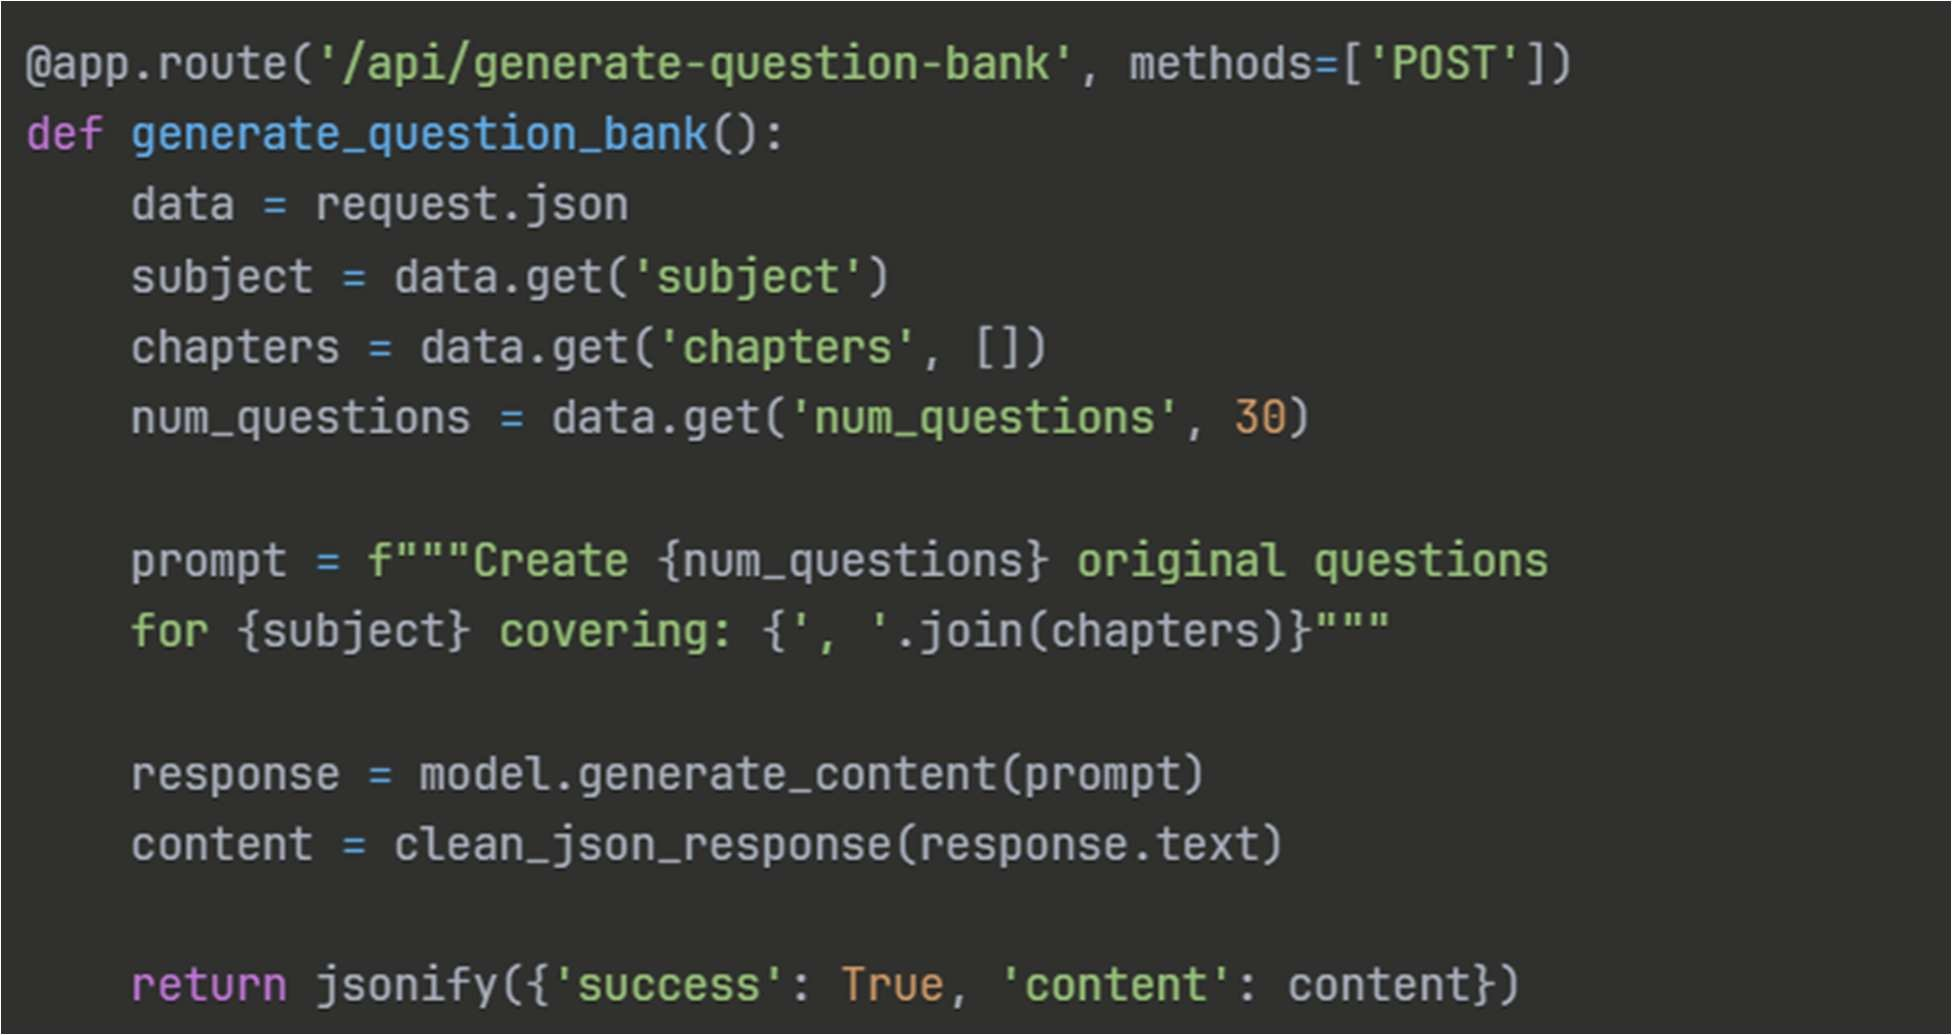 @app.route('/api/generate-question-bank', methods=['POST'])
def generate_question_bank():
    data = request.json
    subject = data.get('subject')
    chapters = data.get('chapters', [])
    num_questions = data.get('num_questions', 30)

    prompt = f"""Create {num_questions} original questions
    for {subject} covering: {', '.join(chapters)}"""

    response = model.generate_content(prompt)
    content = clean_json_response(response.text)

    return jsonify({'success': True, 'content': content})